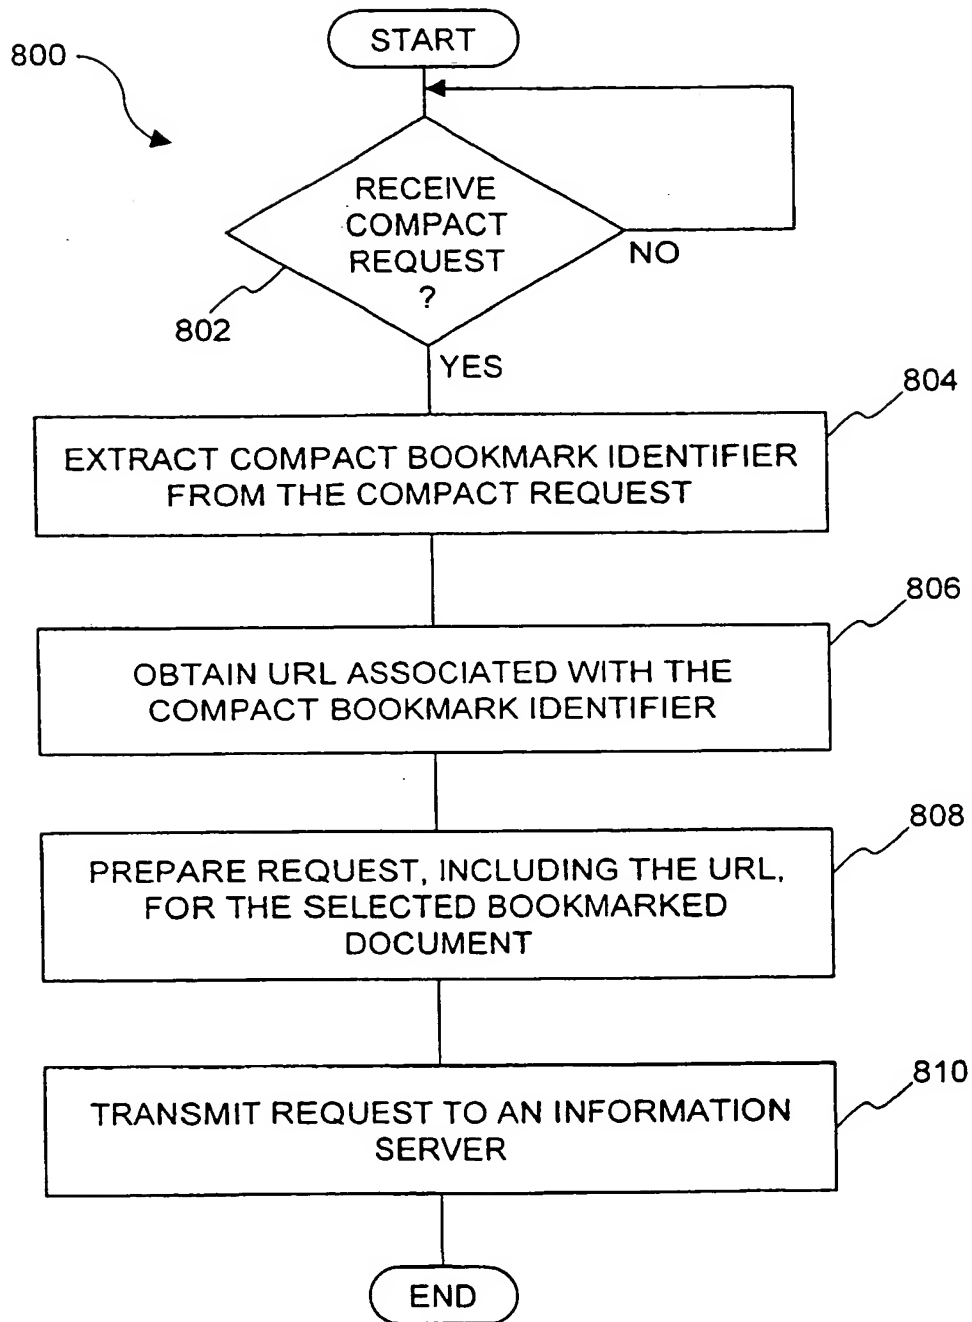 START
800
RECEIVE
COMPACT
REQUEST
?
NO
802
YES
804
EXTRACT COMPACT BOOKMARK IDENTIFIER
FROM THE COMPACT REQUEST
806
OBTAIN URL ASSOCIATED WITH THE
COMPACT BOOKMARK IDENTIFIER
808
PREPARE REQUEST, INCLUDING THE URL,
FOR THE SELECTED BOOKMARKED
DOCUMENT
810
TRANSMIT REQUEST TO AN INFORMATION
SERVER
END